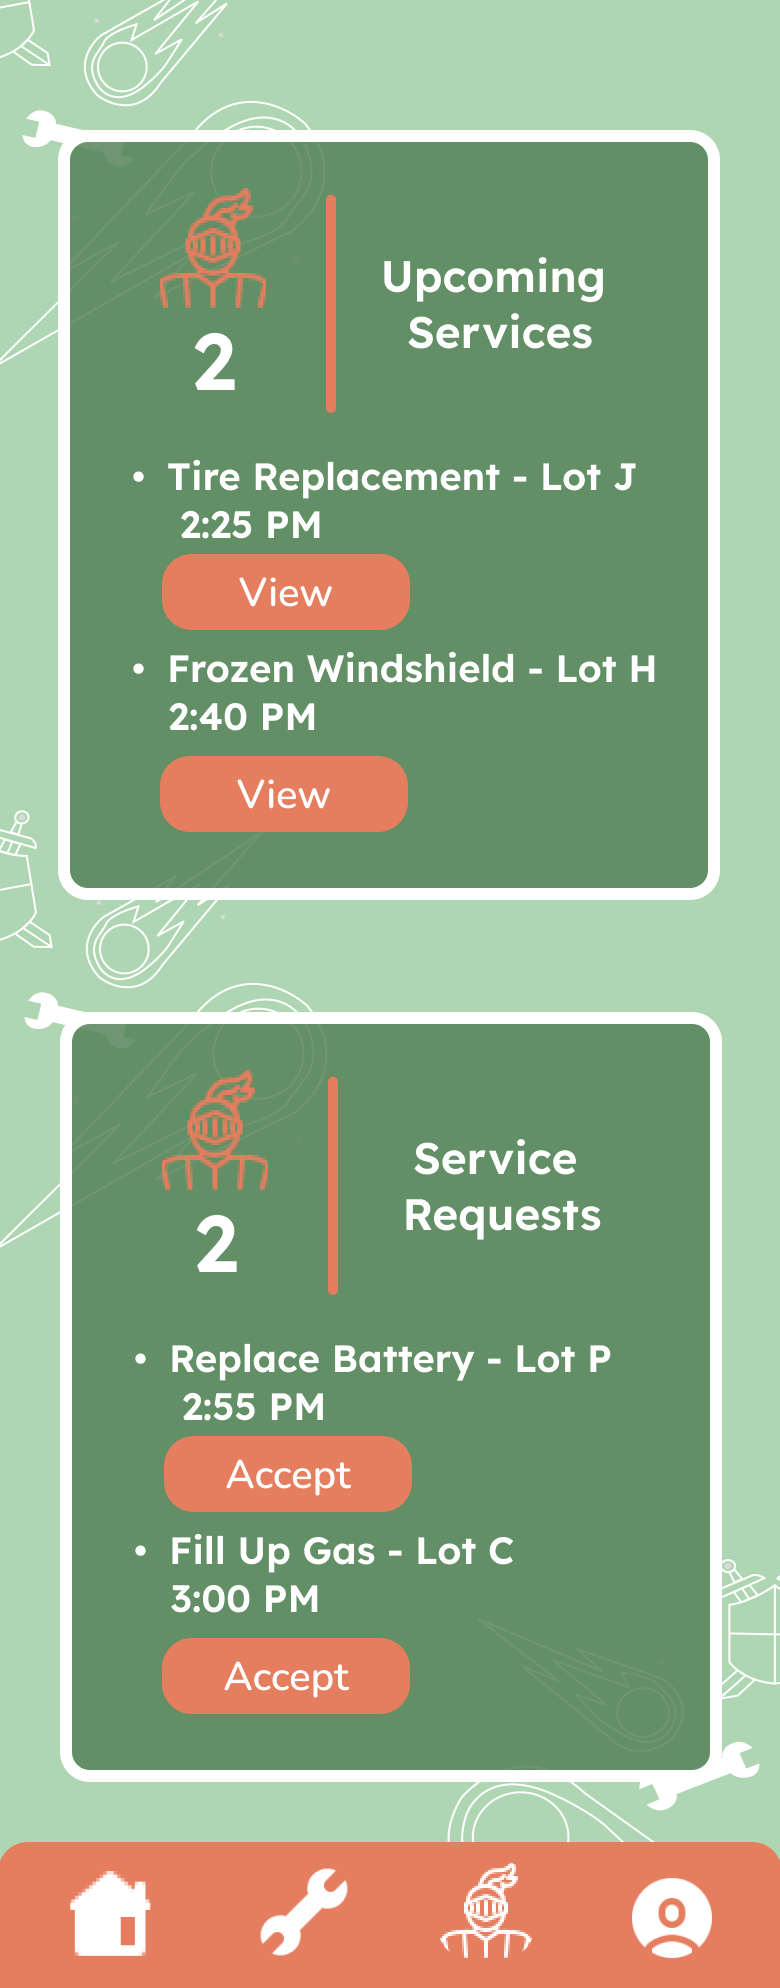 2
Upcoming
Services
• Tire Replacement - Lot J
2:25 PM
View
• Frozen Windshield - Lot H
2:40 PM
View
2
Service
Requests
• Replace Battery - Lot P
2:55 PM
Accept
• Fill Up Gas - Lot C
3:00 PM
Accept